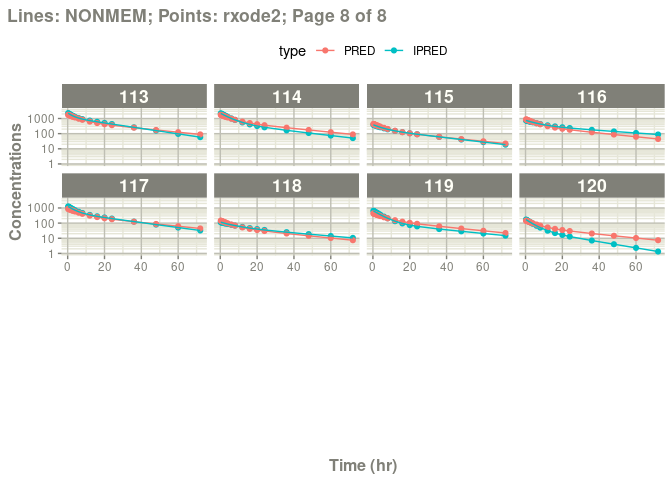 Lines: NONMEM; Points: rxode2; Page 8 of 8
type PRED IPRED
113 114 115 116
1000
100
10
1
Concentrations
117 118 119 120
1000
100
10
1
0 20 40 60 0 20 40 60 0 20 40 60 0 20 40 60
Time (hr)